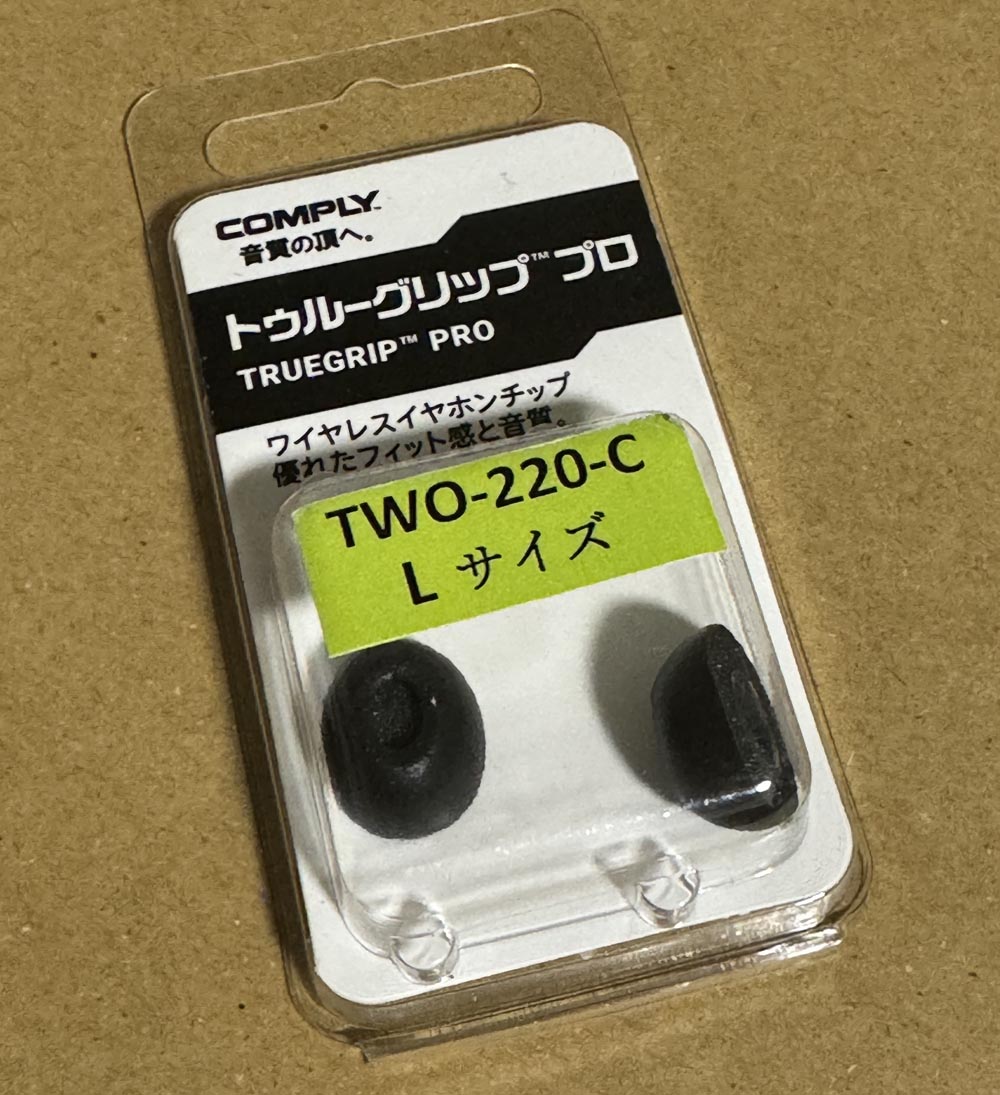 COMPLY™
音質の頂へ。
トゥルーグリップ™ プロ
TRUEGRIP™ PRO
ワイヤレスイヤホンチップ
優れたフィット感と音質。
TWO-220-C
L サイズ